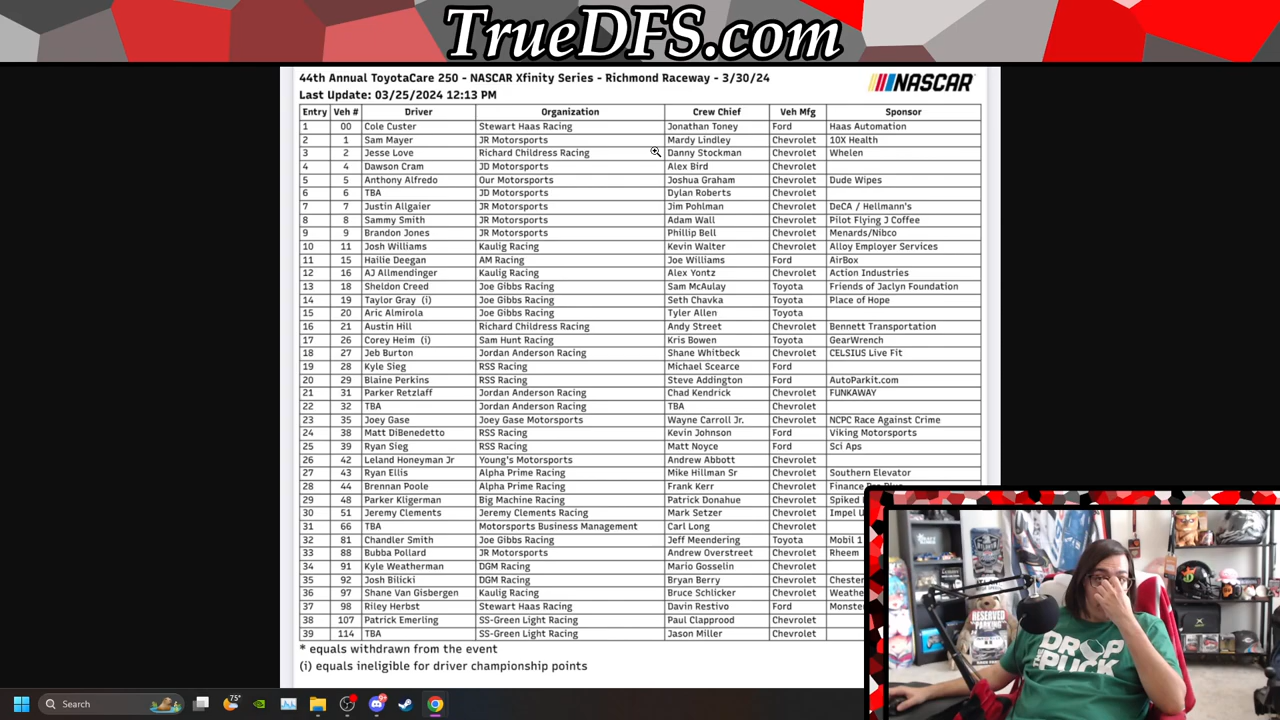 TrueDFS.com
44th Annual ToyotaCare 250 - NASCAR Xfinity Series - Richmond Raceway - 3/30/24
NASCAR
Last Update: 03/25/2024 12:13 PM
Entry Veh # Driver Organization Crew Chief Veh Mfg Sponsor
1 00 Cole Custer Stewart Haas Racing Jonathan Toney Ford Haas Automation
2 1 Sam Mayer JR Motorsports Mardy Lindley Chevrolet 10X Health
3 2 Jesse Love Richard Childress Racing Danny Stockman Chevrolet Whelen
4 4 Dawson Cram JD Motorsports Alex Bird Chevrolet
5 5 Anthony Alfredo Our Motorsports Joshua Graham Chevrolet Dude Wipes
6 6 TBA JD Motorsports Dylan Roberts Chevrolet
7 7 Justin Allgaier JR Motorsports Jim Pohlman Chevrolet DeCA / Hellmann's
8 8 Sammy Smith JR Motorsports Adam Wall Chevrolet Pilot Flying J Coffee
9 9 Brandon Jones JR Motorsports Phillip Bell Chevrolet Menards/Nibco
10 11 Josh Williams Kaulig Racing Kevin Walter Chevrolet Alloy Employer Services
11 15 Hailie Deegan AM Racing Joe Williams Ford AirBox
12 16 AJ Allmendinger Kaulig Racing Alex Yontz Chevrolet Action Industries
13 18 Sheldon Creed Joe Gibbs Racing Sam McAulay Toyota Friends of Jaclyn Foundation
14 19 Taylor Gray (i) Joe Gibbs Racing Seth Chavka Toyota Place of Hope
15 20 Aric Almirola Joe Gibbs Racing Tyler Allen Toyota
16 21 Austin Hill Richard Childress Racing Andy Street Chevrolet Bennett Transportation
17 26 Corey Heim (i) Sam Hunt Racing Kris Bowen Toyota GearWrench
18 27 Jeb Burton Jordan Anderson Racing Shane Whitbeck Chevrolet CELSIUS Live Fit
19 28 Kyle Sieg RSS Racing Michael Scearce Ford
20 29 Blaine Perkins RSS Racing Steve Addington Ford AutoParkit.com
21 31 Parker Retzlaff Jordan Anderson Racing Chad Kendrick Chevrolet FUNKAWAY
22 32 TBA Jordan Anderson Racing TBA Chevrolet
23 35 Joey Gase Joey Gase Motorsports Wayne Carroll Jr. Chevrolet NCPC Race Against Crime
24 38 Matt DiBenedetto RSS Racing Kevin Johnson Ford Viking Motorsports
25 39 Ryan Sieg RSS Racing Matt Noyce Ford Sci Aps
26 42 Leland Honeyman Jr Young's Motorsports Andrew Abbott Chevrolet
27 43 Ryan Ellis Alpha Prime Racing Mike Hillman Sr Chevrolet Southern Elevator
28 44 Brennan Poole Alpha Prime Racing Frank Kerr Chevrolet Finance Pro Plus
29 48 Parker Kligerman Big Machine Racing Patrick Donahue Chevrolet Spiked
30 51 Jeremy Clements Jeremy Clements Racing Mark Setzer Chevrolet Impel U
31 66 TBA Motorsports Business Management Carl Long Chevrolet
32 81 Chandler Smith Joe Gibbs Racing Jeff Meendering Toyota Mobil 1
33 88 Bubba Pollard JR Motorsports Andrew Overstreet Chevrolet Rheem
34 91 Kyle Weatherman DGM Racing Mario Gosselin Chevrolet
35 92 Josh Bilicki DGM Racing Bryan Berry Chevrolet Chester
36 97 Shane Van Gisbergen Kaulig Racing Bruce Schlicker Chevrolet Weathe
37 98 Riley Herbst Stewart Haas Racing Davin Restivo Ford Monste
38 107 Patrick Emerling SS-Green Light Racing Paul Clapprood Chevrolet
39 114 TBA SS-Green Light Racing Jason Miller Chevrolet
* equals withdrawn from the event
(i) equals ineligible for driver championship points
RESERVED
PARKING
DROP
THE
PUCK
Search
75°